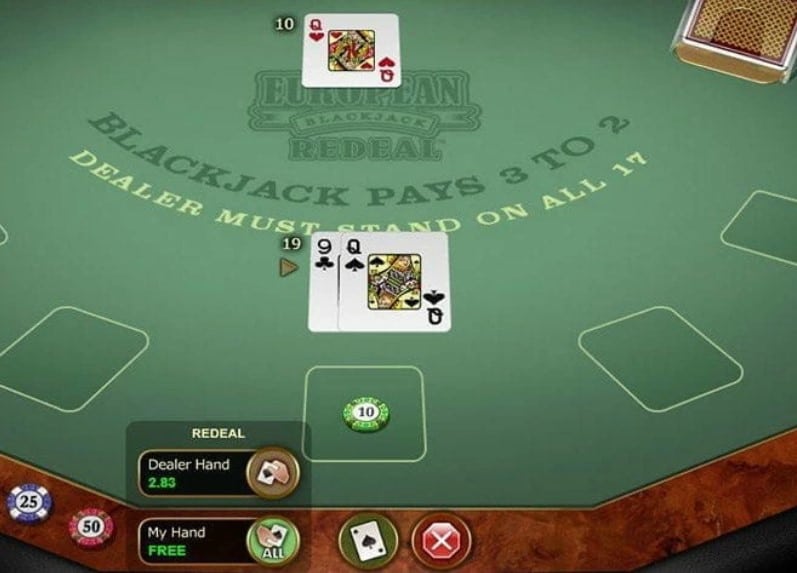 10
Q
Q
EUROPEAN
BLACKJACK
REDEAL
BLACKJACK PAYS 3 TO 2
DEALER MUST STAND ON ALL 17
19
9 Q
Q
10
REDEAL
Dealer Hand
2.83
25
50
My Hand
FREE
ALL